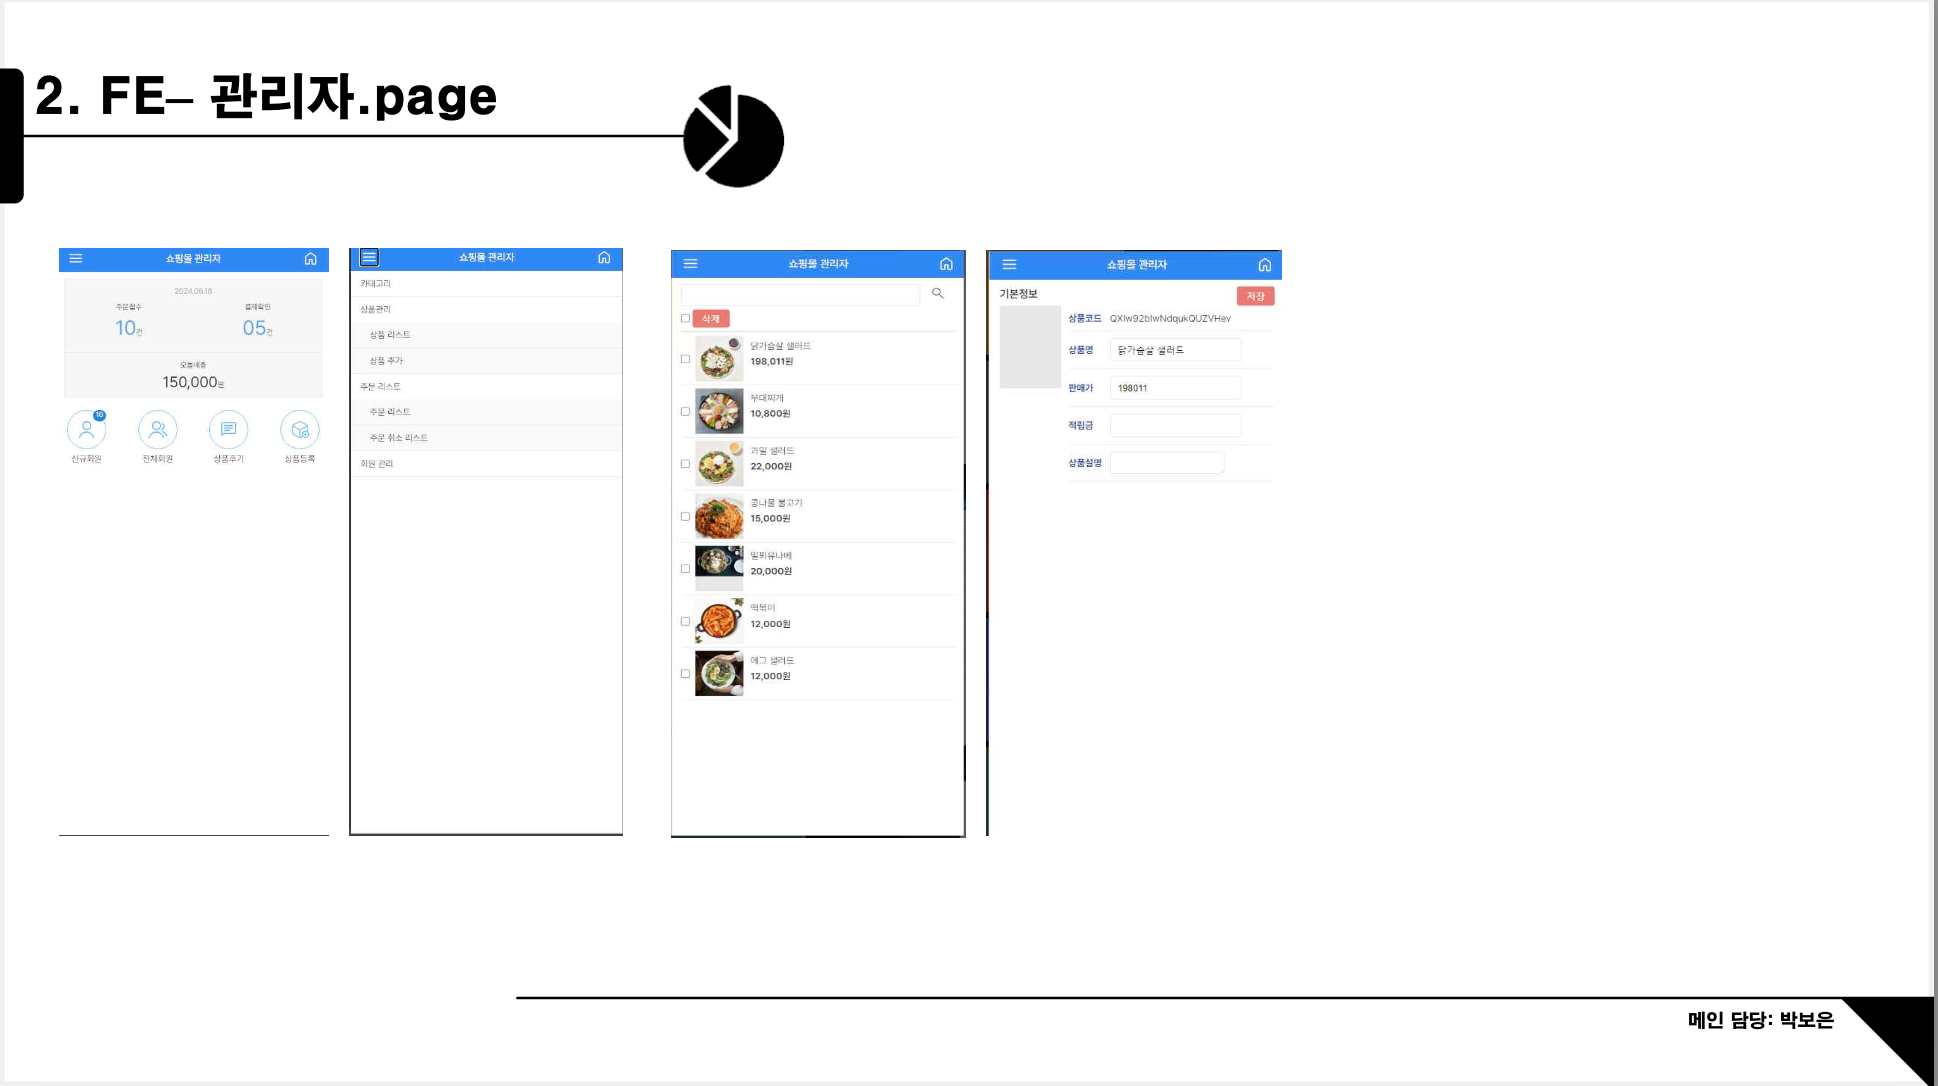 2. FE– 관리자.page
쇼핑몰 관리자
2024.06.18
주문접수 결제확인
10건 05건
오늘매출
150,000원
10
신규회원 전체회원 상품후기 상품등록
쇼핑몰 관리자
카테고리
상품관리
상품 리스트
상품 추가
주문 리스트
주문 리스트
주문 취소 리스트
회원 관리
쇼핑몰 관리자
삭제
닭가슴살 샐러드
198,011원
부대찌개
10,800원
과일 샐러드
22,000원
콩나물 불고기
15,000원
밀푀유나베
20,000원
떡볶이
12,000원
에그 샐러드
12,000원
쇼핑몰 관리자
기본정보 저장
상품코드 QXIw92bIwNdqukQUZVHev
상품명 닭가슴살 샐러드
판매가 198011
적립금
상품설명
메인 담당: 박보은